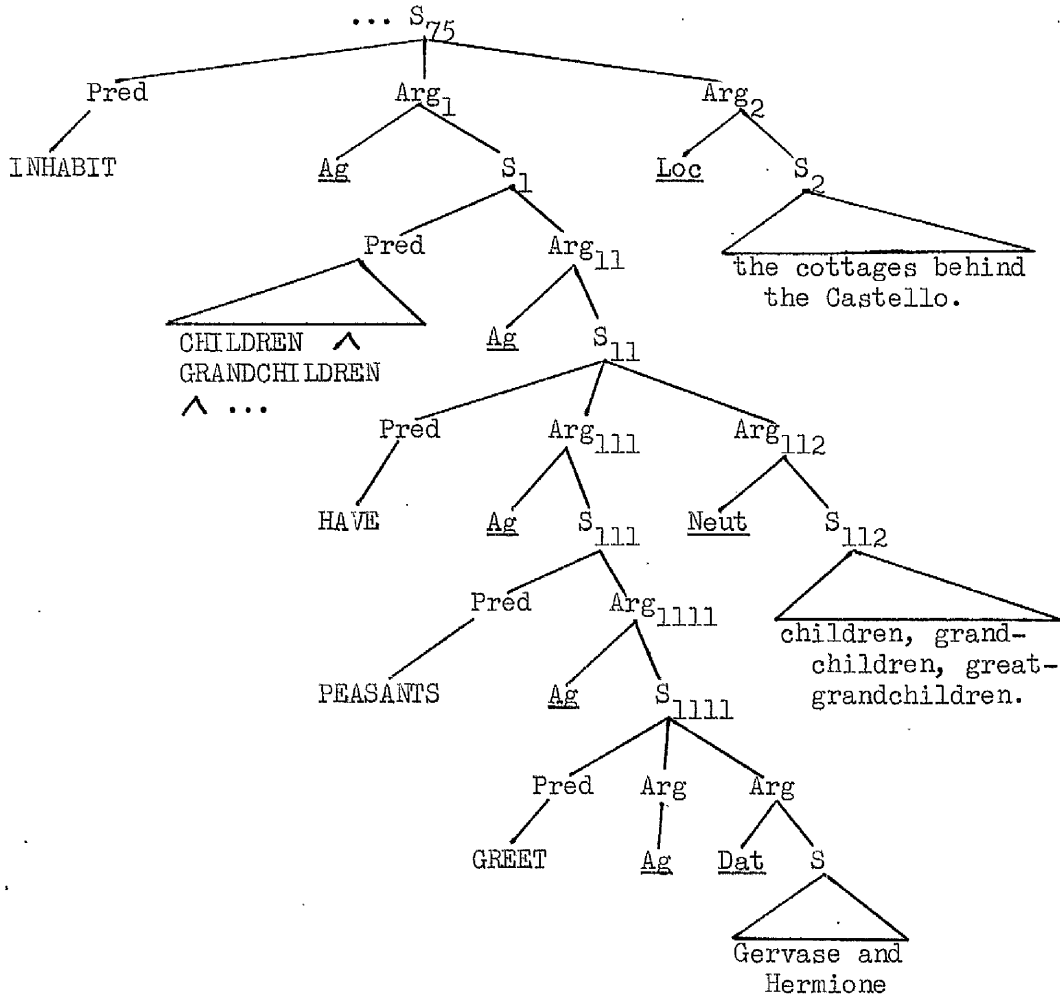 ... S75
Pred Arg1 Arg2
INHABIT Ag S1 Loc S2
Pred Arg11
the cottages behind
the Castello.
CHILDREN ∧
GRANDCHILDREN
∧ ...
Ag S11
Pred Arg111 Arg112
HAVE Ag S111 Neut S112
Pred Arg1111
children, grand-
children, great-
grandchildren.
PEASANTS Ag S1111
Pred Arg Arg
GREET Ag Dat S
Gervase and
Hermione